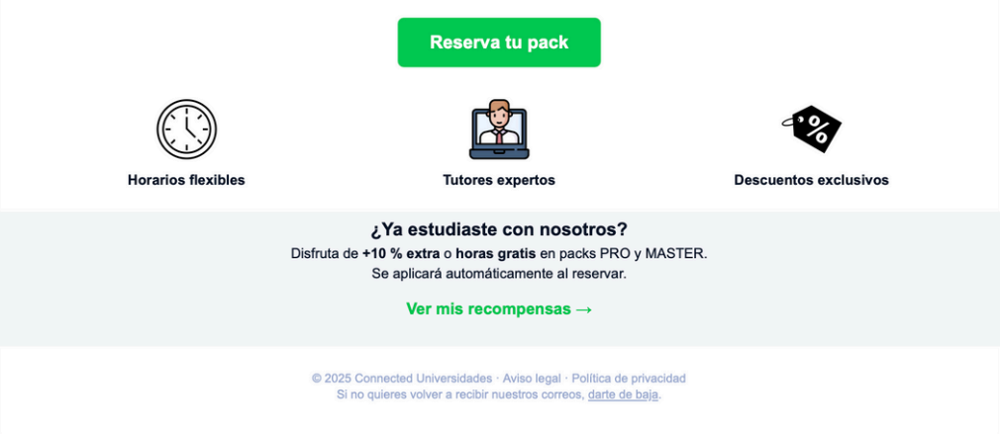 Reserva tu pack
Horarios flexibles
Tutores expertos
Descuentos exclusivos
¿Ya estudiaste con nosotros?
Disfruta de +10 % extra o horas gratis en packs PRO y MASTER.
Se aplicará automáticamente al reservar.
Ver mis recompensas →
© 2025 Connected Universidades · Aviso legal · Política de privacidad
Si no quieres volver a recibir nuestros correos, darte de baja.